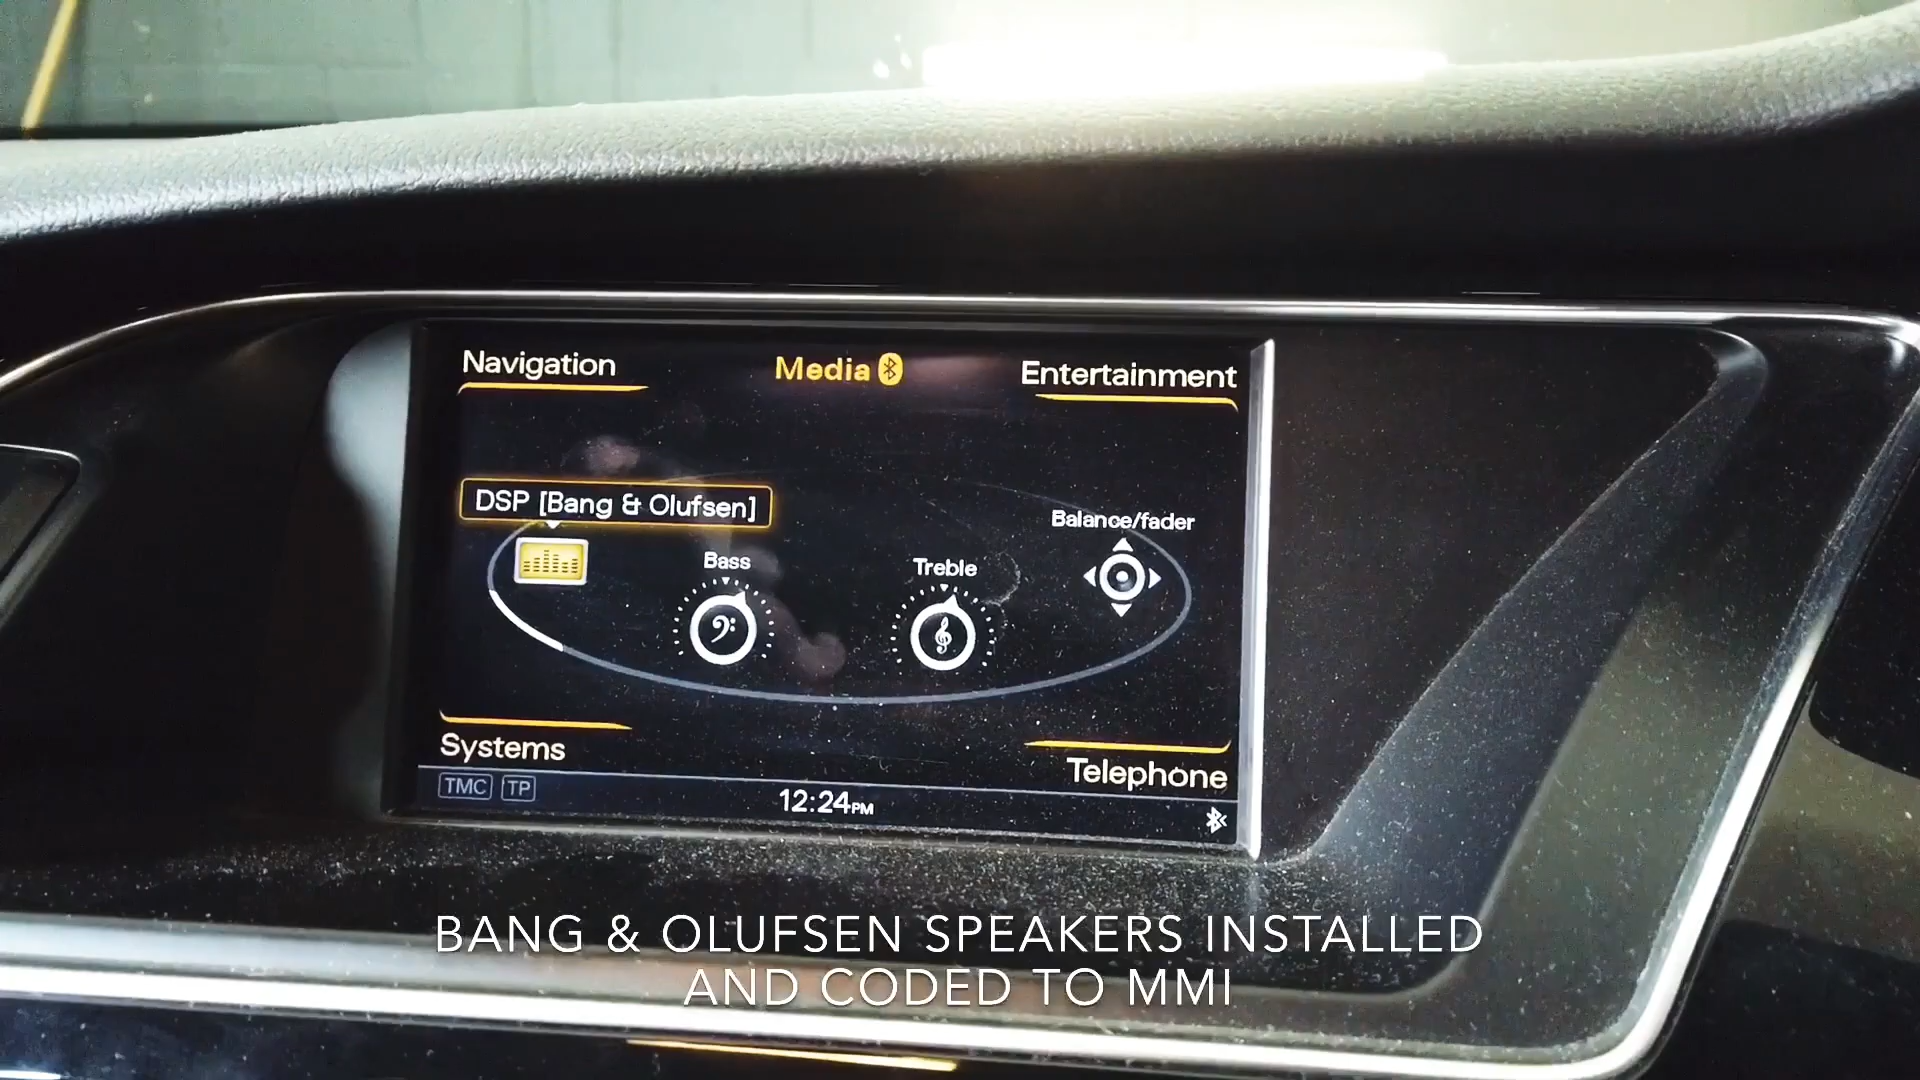 Navigation
Media
Entertainment
DSP [Bang & Olufsen]
Balance/fader
Bass
Treble
Systems
Telephone
TMC TP
12:24PM
BANG & OLUFSEN SPEAKERS INSTALLED
AND CODED TO MMI